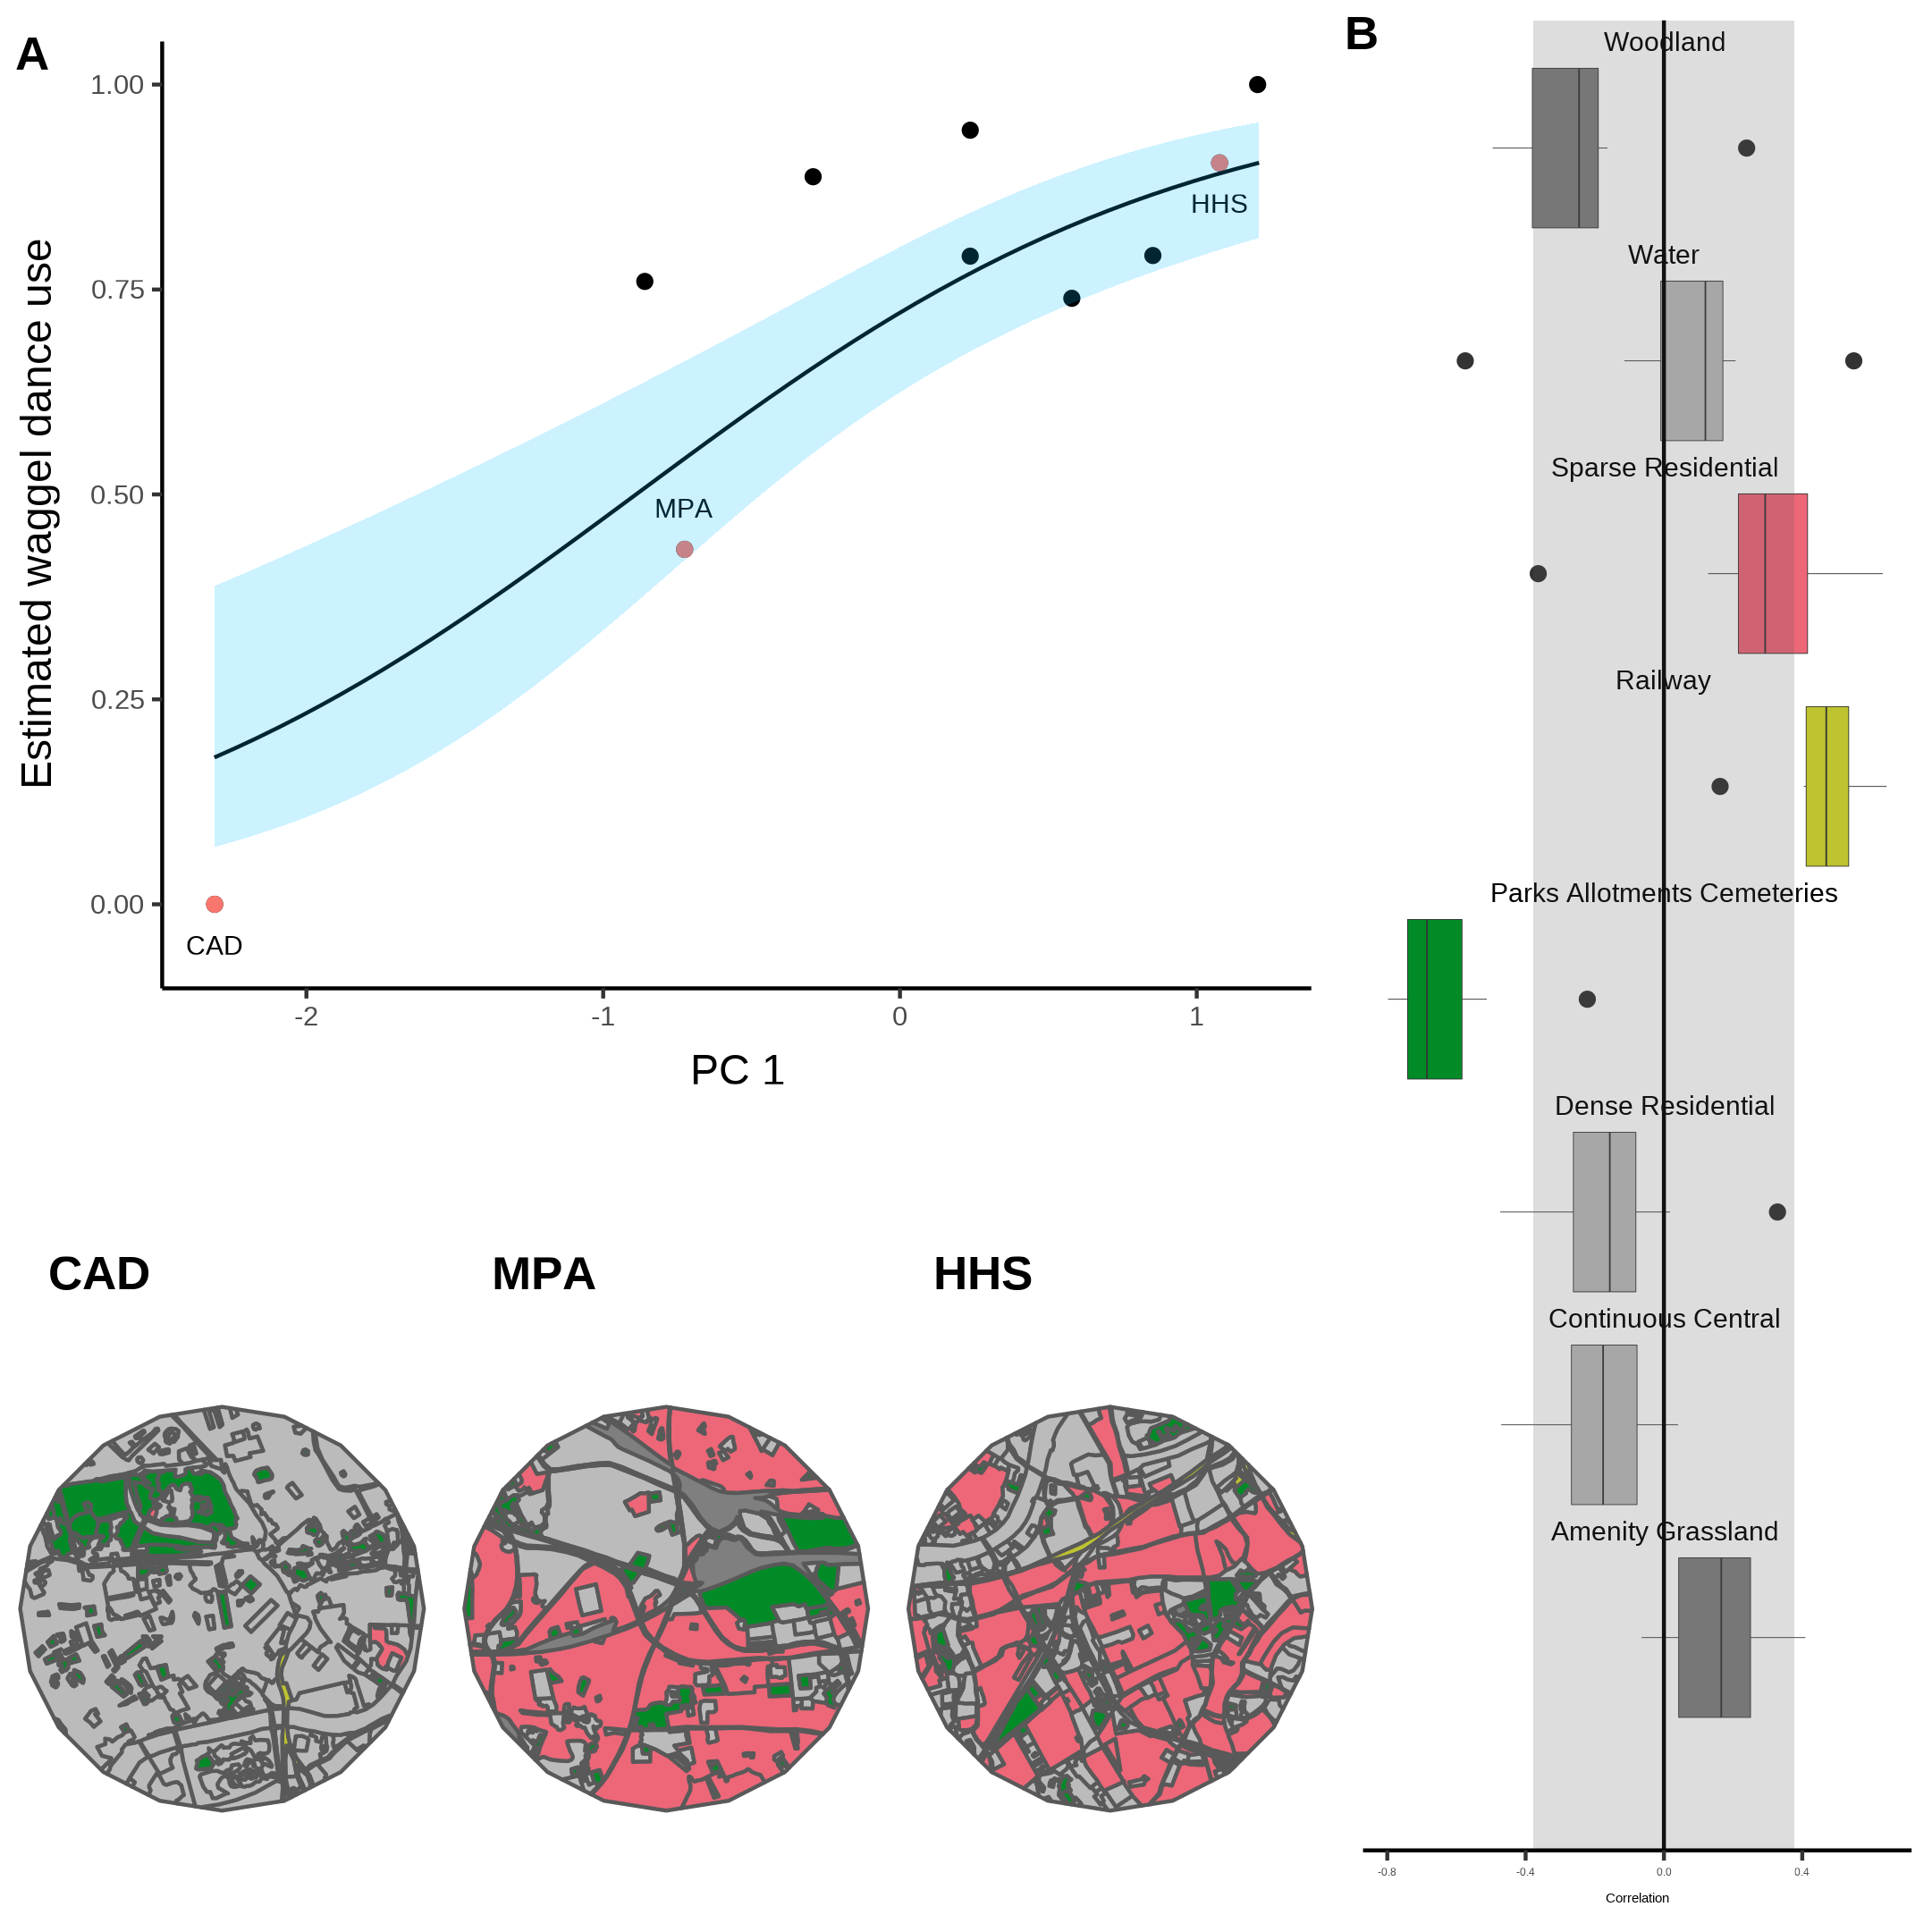 A
Estimated waggel dance use
1.00
0.75
0.50
0.25
0.00
HHS
MPA
CAD
-2
-1
0
1
PC 1
CAD
MPA
HHS
B
Woodland
Water
Sparse Residential
Railway
Parks Allotments Cemeteries
Dense Residential
Continuous Central
Amenity Grassland
-0.8
-0.4
0.0
0.4
Correlation